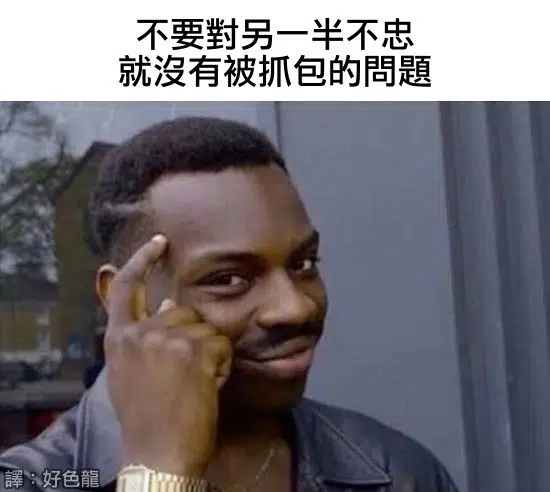 不要對另一半不忠
就沒有被抓包的問題
譯：好色龍